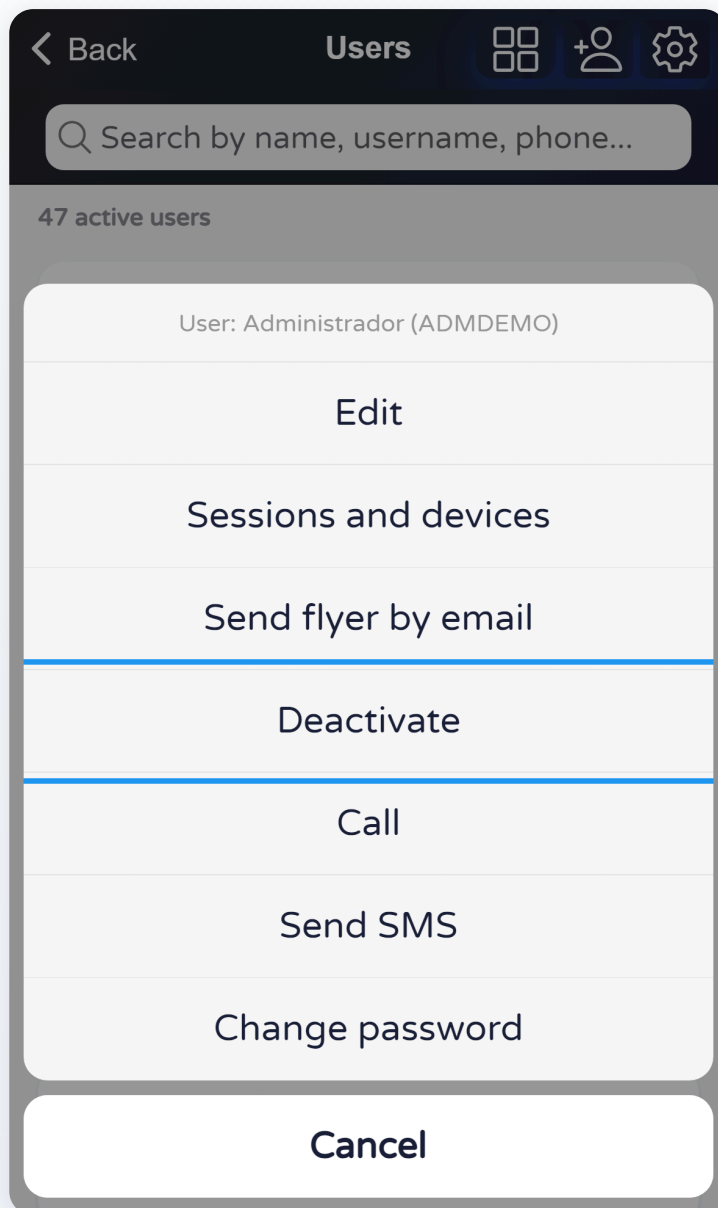 Back
Users
Search by name, username, phone...
47 active users
User: Administrador (ADMDEMO)
Edit
Sessions and devices
Send flyer by email
Deactivate
Call
Send SMS
Change password
Cancel